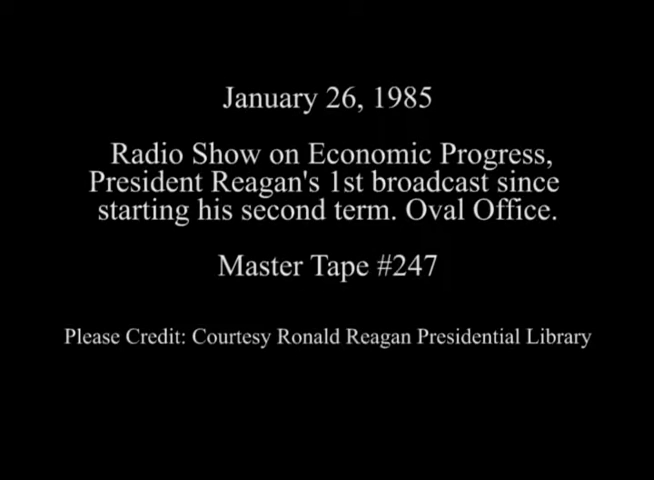 January 26, 1985
Radio Show on Economic Progress,
President Reagan's 1st broadcast since
starting his second term. Oval Office.
Master Tape #247
Please Credit: Courtesy Ronald Reagan Presidential Library